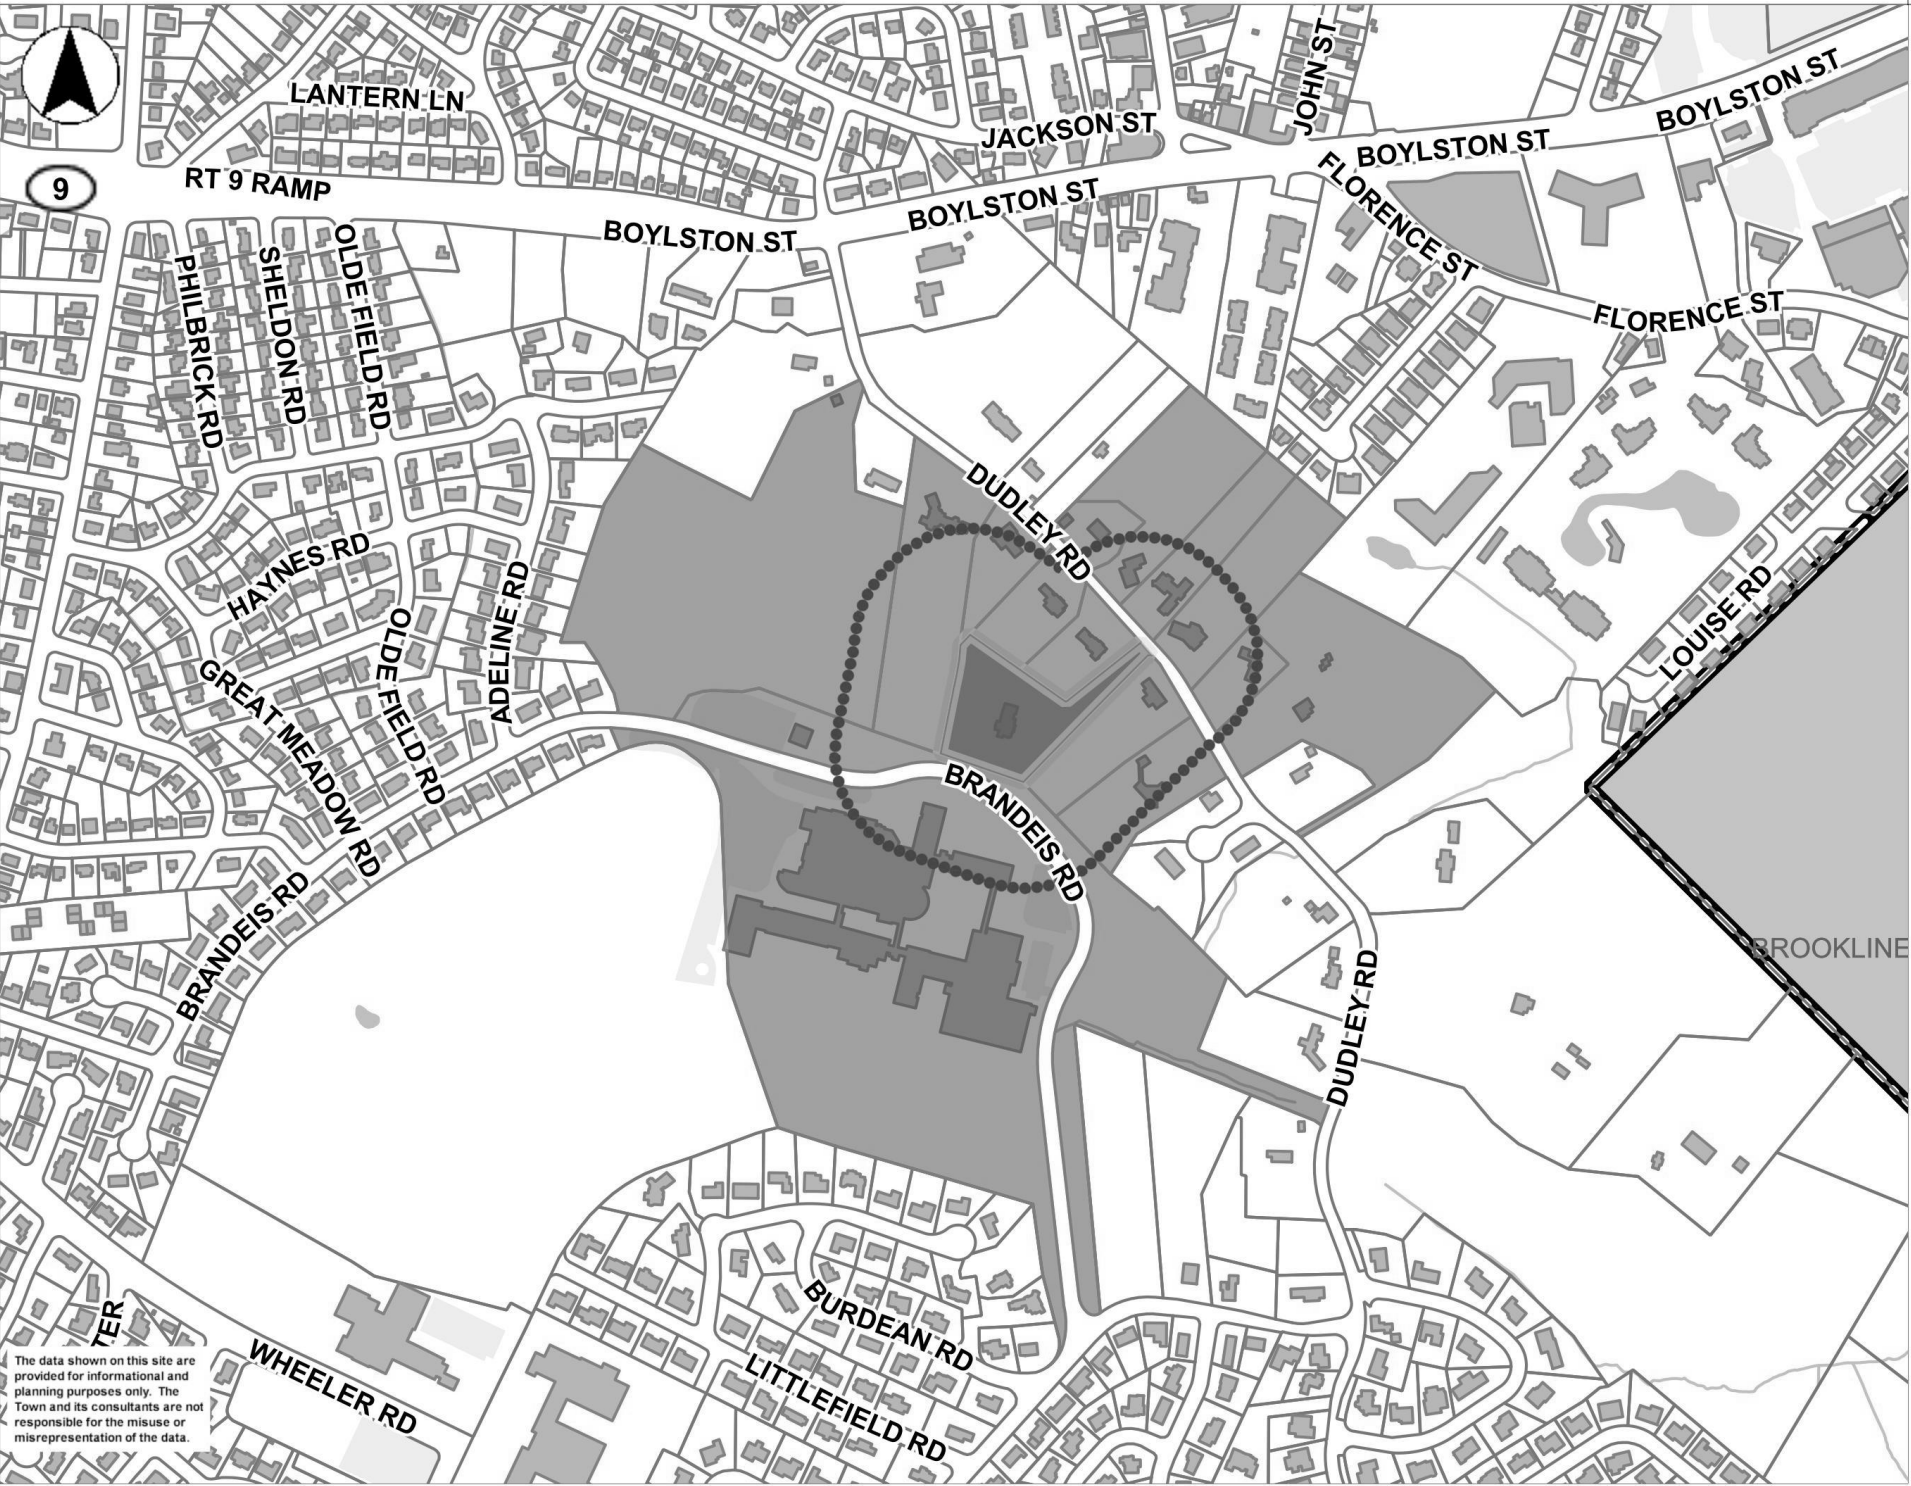 LANTERN LN
JOHN ST
BOYLSTON ST
JACKSON ST
BOYLSTON ST
9
RT 9 RAMP
FLORENCE ST
BOYLSTON ST
BOYLSTON ST
PHILBRICK RD
SHELDON RD
OLDE FIELD RD
FLORENCE ST
DUDLEY RD
HAYNES RD
ADELINE RD
OLDE FIELD RD
LOUISE RD
GREAT MEADOW RD
BRANDEIS RD
BRANDEIS RD
BROOKLINE
DUDLEY RD
BURDEAN RD
LITTLEFIELD RD
WHEELER RD
TER
The data shown on this site are
provided for informational and
planning purposes only. The
Town and its consultants are not
responsible for the misuse or
misrepresentation of the data.